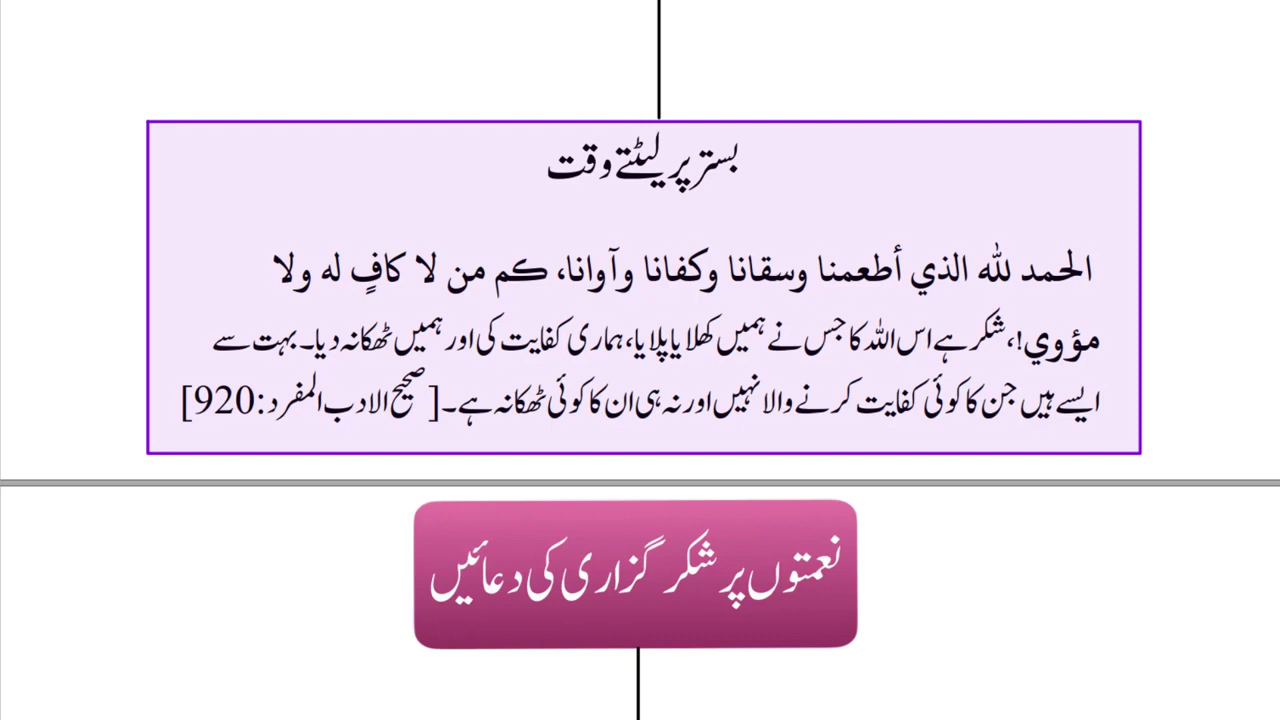 بستر پر لیٹتے وقت
الحمد لله الذي أطعمنا وسقانا وكفانا وآوانا، كم من لا كافٍ له ولا
مؤوي!، شکر ہے اس اللہ کا جس نے ہمیں کھلایا پلایا، ہماری کفایت کی اور ہمیں ٹھکانہ دیا۔ بہت سے
ایسے ہیں جن کا کوئی کفایت کرنے والا نہیں اور نہ ہی ان کا کوئی ٹھکانہ ہے۔ [صحیح الادب المفرد: 920]
نعمتوں پر شکر گزاری کی دعائیں